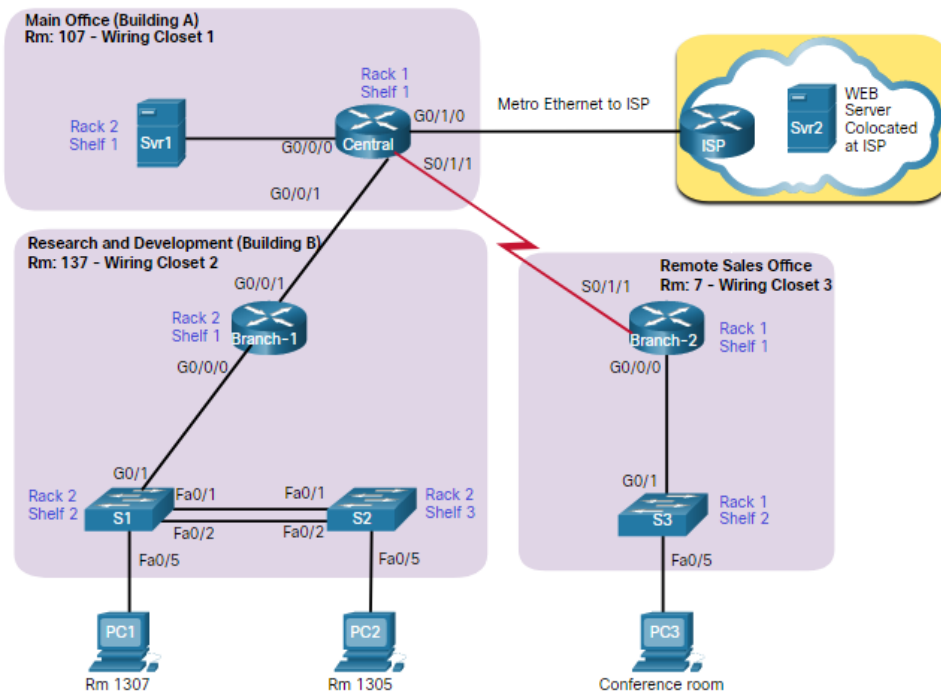 Main Office (Building A)
Rm: 107 - Wiring Closet 1
Rack 1
Shelf 1
Rack 2
Shelf 1
Svr1
G0/0/0
Central
G0/1/0
S0/1/1
G0/0/1
Metro Ethernet to ISP
ISP
Svr2
WEB
Server
Colocated
at ISP
Research and Development (Building B)
Rm: 137 - Wiring Closet 2
G0/0/1
Rack 2
Shelf 1
Branch-1
G0/0/0
G0/1
Rack 2
Shelf 2
S1
Fa0/1
Fa0/1
Fa0/2
Fa0/2
S2
Rack 2
Shelf 3
Fa0/5
Fa0/5
PC1
Rm 1307
PC2
Rm 1305
Remote Sales Office
Rm: 7 - Wiring Closet 3
S0/1/1
Branch-2
Rack 1
Shelf 1
G0/0/0
G0/1
S3
Rack 1
Shelf 2
Fa0/5
PC3
Conference room